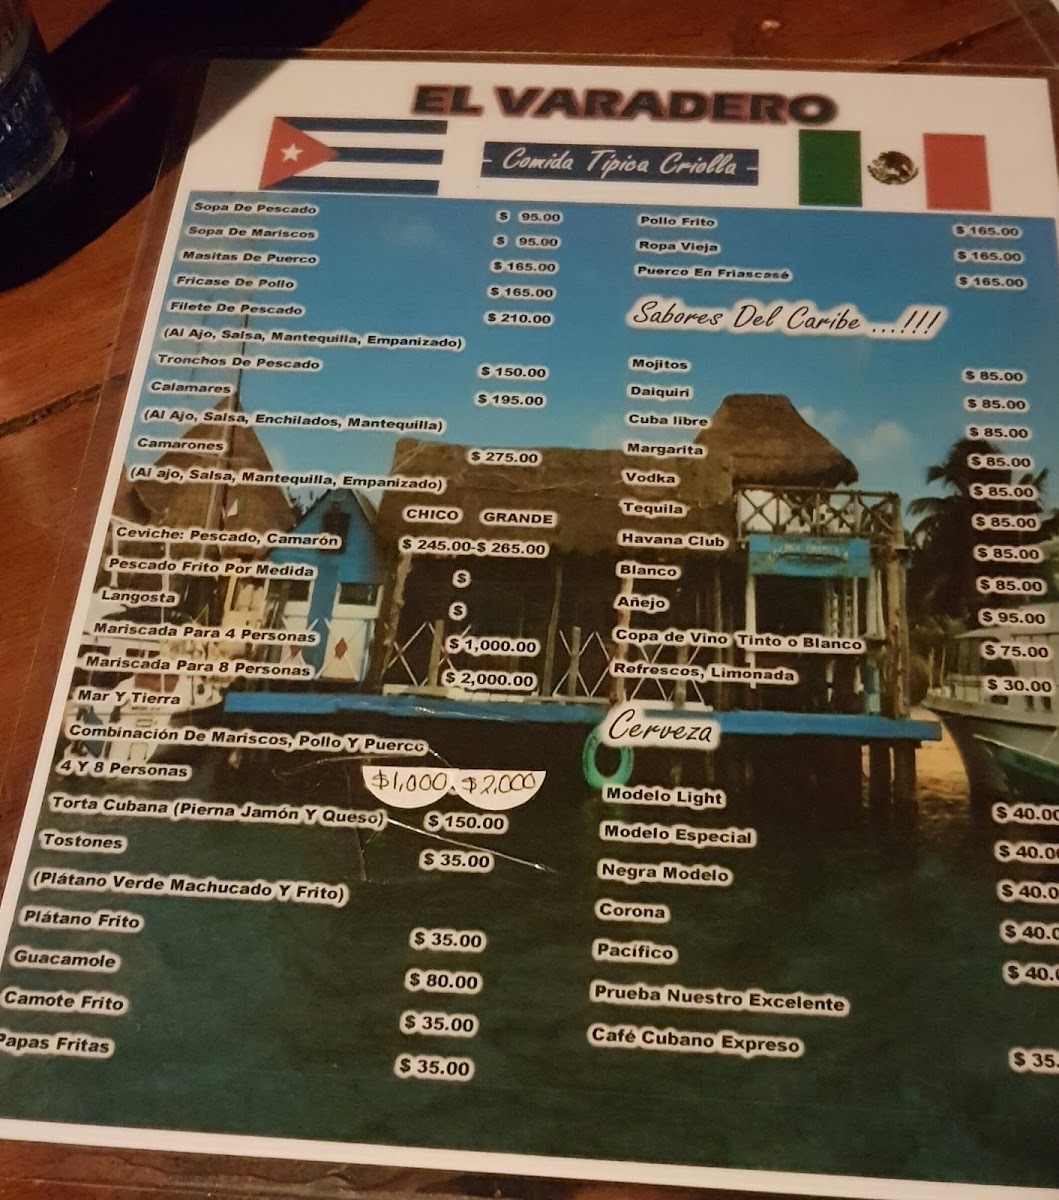 EL VARADERO
- Comida Típica Criolla -
Sopa De Pescado $ 95.00
Sopa De Mariscos $ 95.00
Masitas De Puerco $ 165.00
Fricase De Pollo $ 165.00
Filete De Pescado $ 210.00
(Al Ajo, Salsa, Mantequilla, Empanizado)
Tronchos De Pescado $ 150.00
Calamares $ 195.00
(Al Ajo, Salsa, Enchilados, Mantequilla)
Camarones $ 275.00
(Al ajo, Salsa, Mantequilla, Empanizado)
CHICO GRANDE
Ceviche: Pescado, Camarón $ 245.00-$ 265.00
Pescado Frito Por Medida $
Langosta $
Mariscada Para 4 Personas $ 1,000.00
Mariscada Para 8 Personas $ 2,000.00
Mar Y Tierra
Combinación De Mariscos, Pollo Y Puerco
4 Y 8 Personas $1,000 $2,000
Torta Cubana (Pierna Jamón Y Queso) $ 150.00
Tostones $ 35.00
(Plátano Verde Machucado Y Frito)
Plátano Frito $ 35.00
Guacamole $ 80.00
Camote Frito $ 35.00
Papas Fritas $ 35.00
Pollo Frito $ 165.00
Ropa Vieja $ 165.00
Puerco En Friascasé $ 165.00
Sabores Del Caribe ...!!!
Mojitos $ 85.00
Daiquiri $ 85.00
Cuba libre $ 85.00
Margarita $ 85.00
Vodka $ 85.00
Tequila $ 85.00
Havana Club $ 85.00
Blanco $ 85.00
Añejo $ 95.00
Copa de Vino Tinto o Blanco $ 75.00
Refrescos, Limonada $ 30.00
Cerveza
Modelo Light $ 40.00
Modelo Especial $ 40.0
Negra Modelo $ 40.0
Corona $ 40.0
Pacífico $ 40.
Prueba Nuestro Excelente
Café Cubano Expreso $ 35.